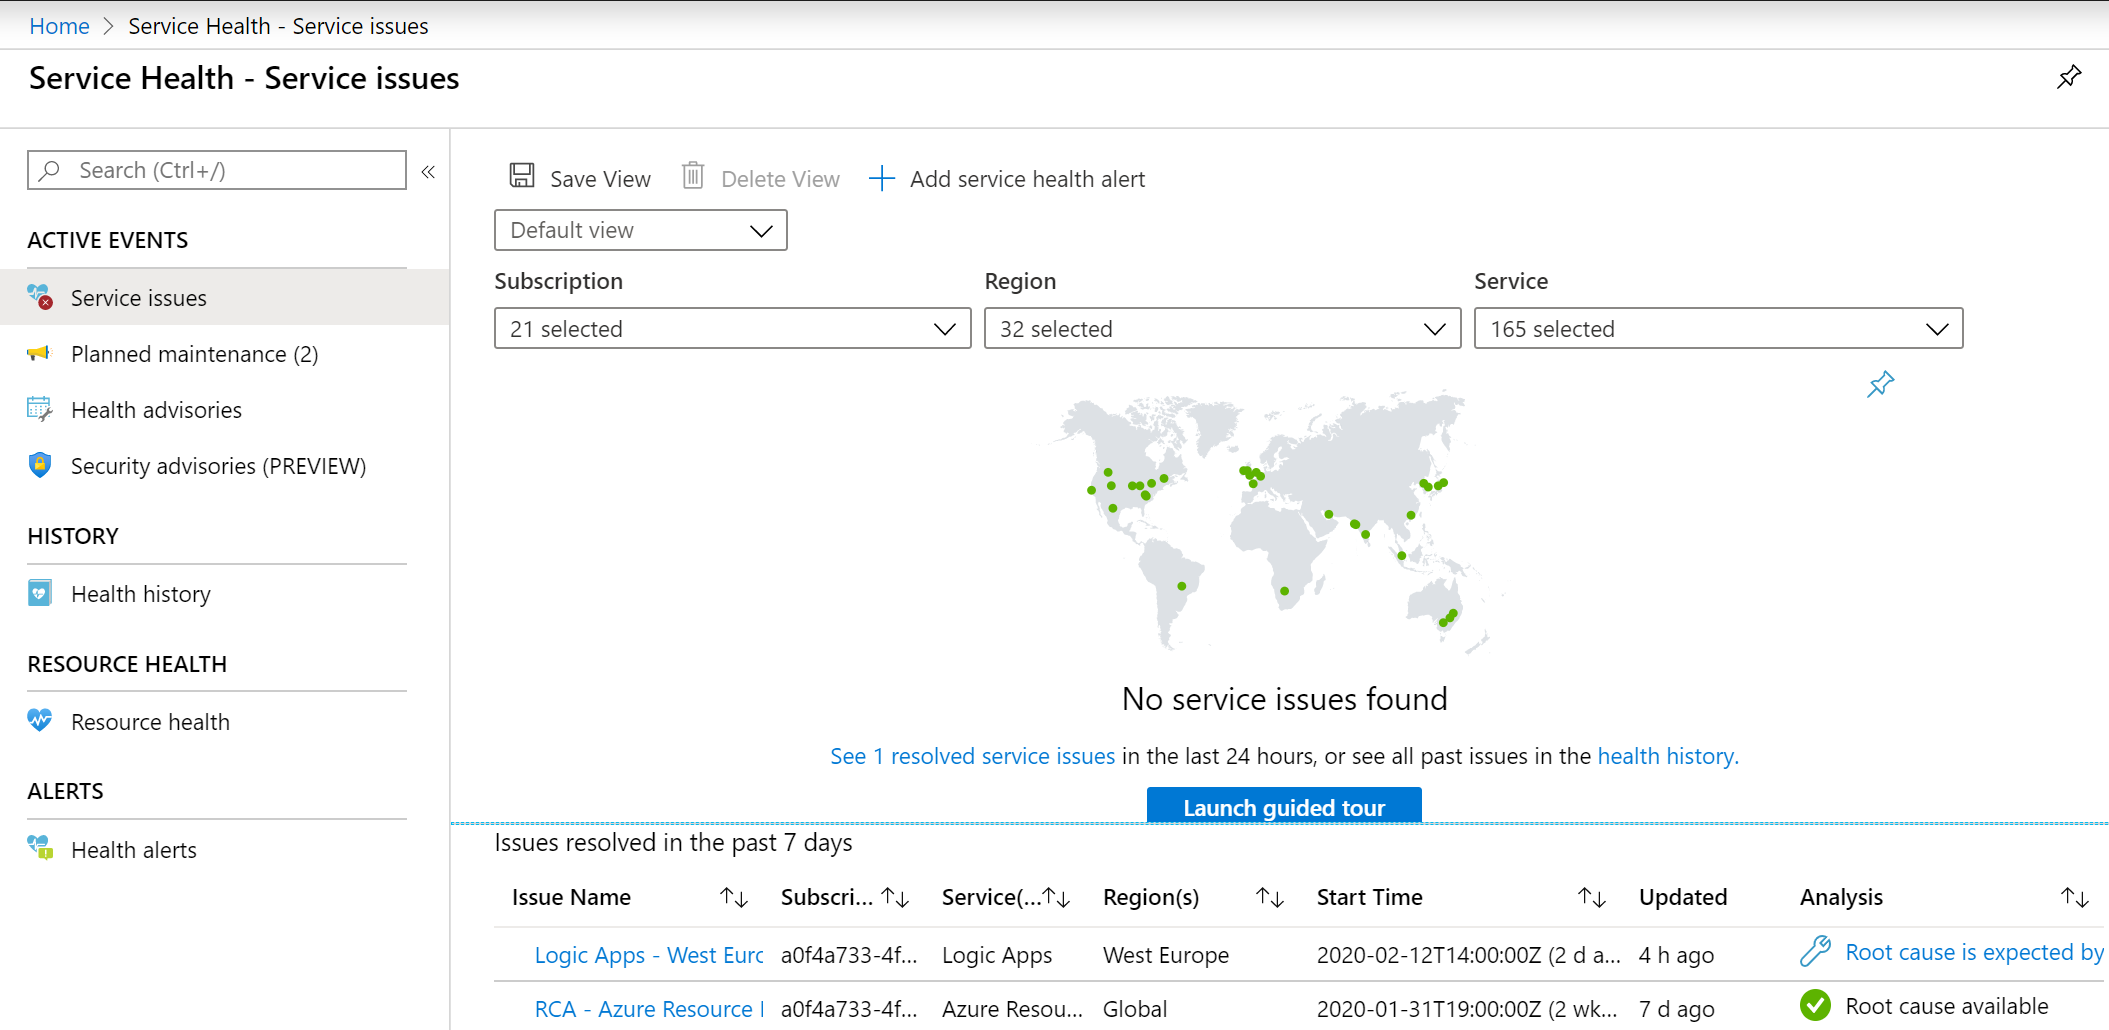 Home > Service Health - Service issues
Service Health - Service issues
Search (Ctrl+/)
«
ACTIVE EVENTS
Service issues
Planned maintenance (2)
Health advisories
Security advisories (PREVIEW)
HISTORY
Health history
RESOURCE HEALTH
Resource health
ALERTS
Health alerts
Save View Delete View Add service health alert
Default view
Subscription Region Service
21 selected 32 selected 165 selected
No service issues found
See 1 resolved service issues in the last 24 hours, or see all past issues in the health history.
Launch guided tour
Issues resolved in the past 7 days
Issue Name Subscri... Service(... Region(s) Start Time Updated Analysis
Logic Apps - West Euro a0f4a733-4f... Logic Apps West Europe 2020-02-12T14:00:00Z (2 d a... 4 h ago Root cause is expected by
RCA - Azure Resource a0f4a733-4f... Azure Resou... Global 2020-01-31T19:00:00Z (2 wk... 7 d ago Root cause available